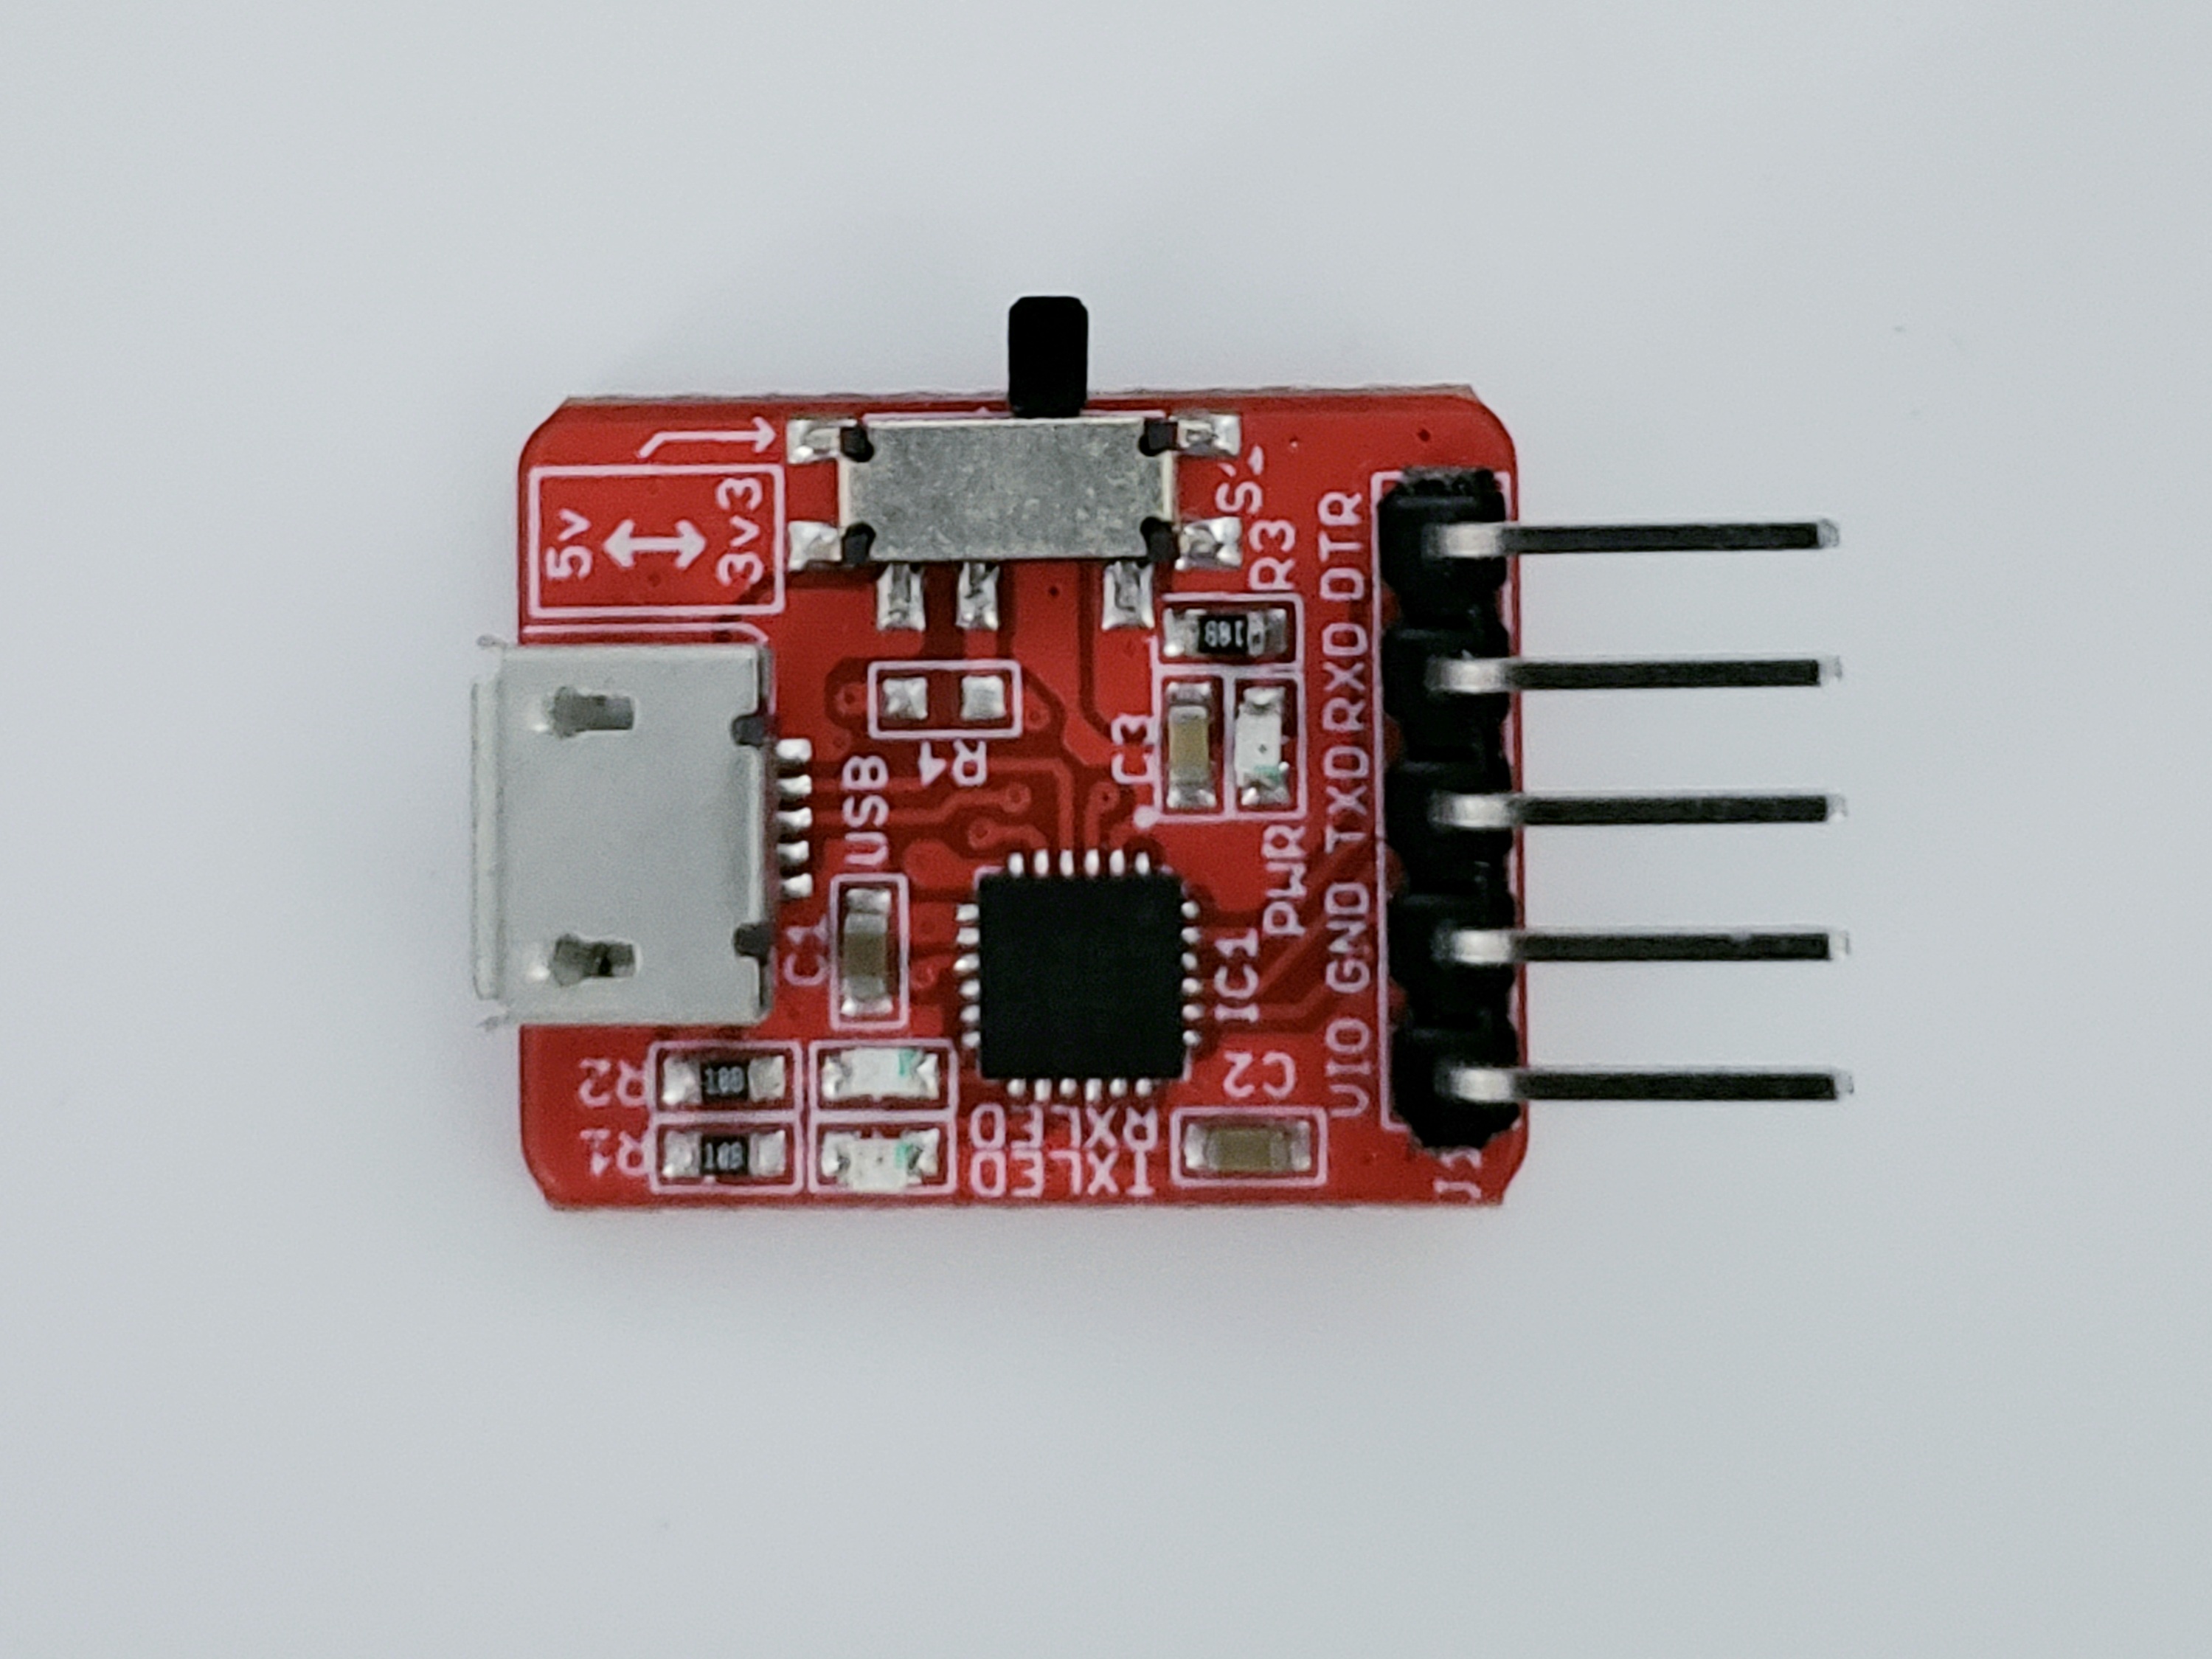 5v
3v3
R3
R4
C3
USB
PWR
C1
IC1
C2
R2
R1
RXLED
TXLED
VIO GND TXD RXD DTR
J1